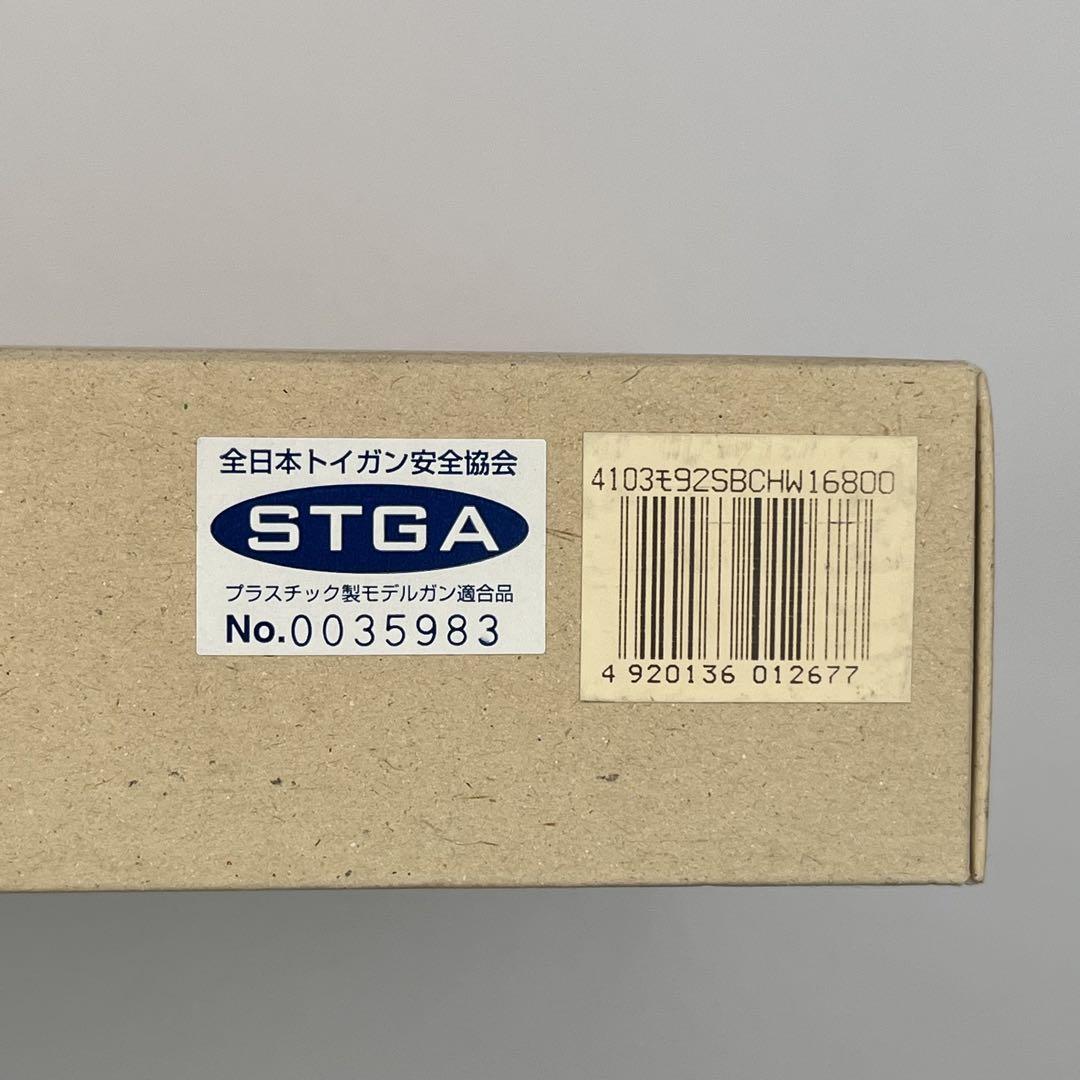 全日本トイガン安全協会
STGA
プラスチック製モデルガン適合品
No.0035983
4103ﾓ92SBCHW16800
4 920136 012677